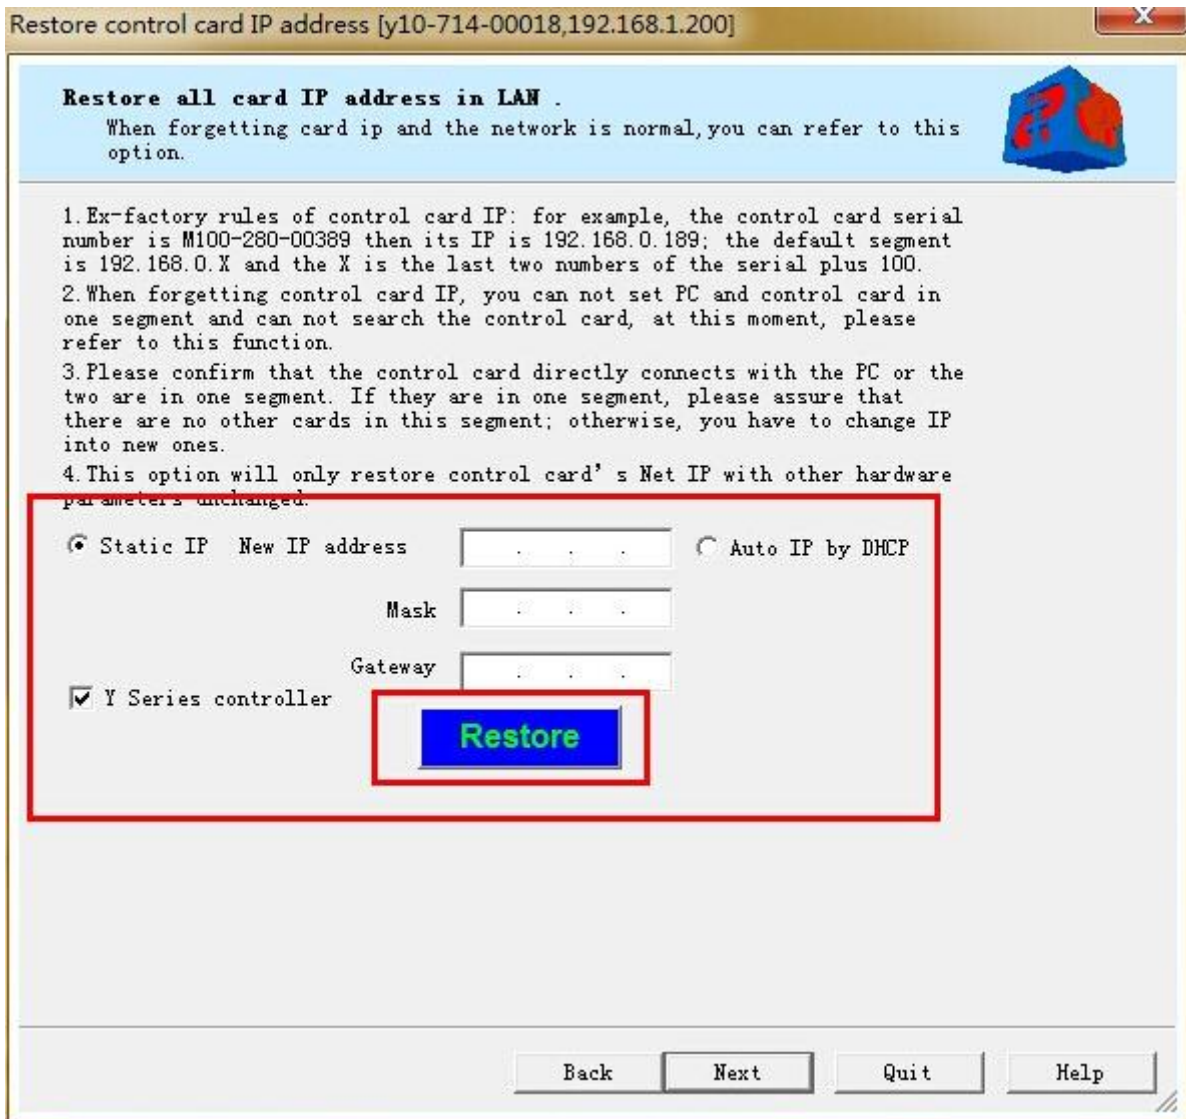 Restore control card IP address [y10-714-00018,192.168.1.200]
X
Restore all card IP address in LAN .
When forgetting card ip and the network is normal,you can refer to this
option.
1.Ex-factory rules of control card IP: for example, the control card serial
number is M100-280-00389 then its IP is 192.168.0.189; the default segment
is 192.168.0.X and the X is the last two numbers of the serial plus 100.
2.When forgetting control card IP, you can not set PC and control card in
one segment and can not search the control card, at this moment, please
refer to this function.
3.Please confirm that the control card directly connects with the PC or the
two are in one segment. If they are in one segment, please assure that
there are no other cards in this segment; otherwise, you have to change IP
into new ones.
4.This option will only restore control card's Net IP with other hardware
parameters unchanged.
Static IP New IP address . . . Auto IP by DHCP
Mask . . .
Gateway . . .
Y Series controller
Restore
Back Next Quit Help